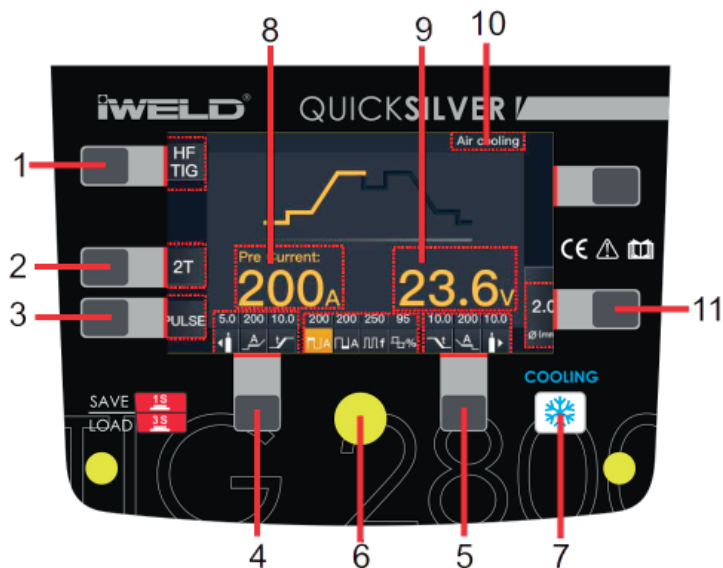 8
9
10
iWELD® QUICKSILVER
Air cooling
1
HF
TIG
2
2T
3
PULSE
Pre Current:
200A
23.6V
CE
2.0
Ø (mm
11
5.0 200 10.0 200 200 250 95 10.0 200 10.0
A A A f % A
SAVE 1S
LOAD 3S
COOLING
TIG 2800
4
6
5
7